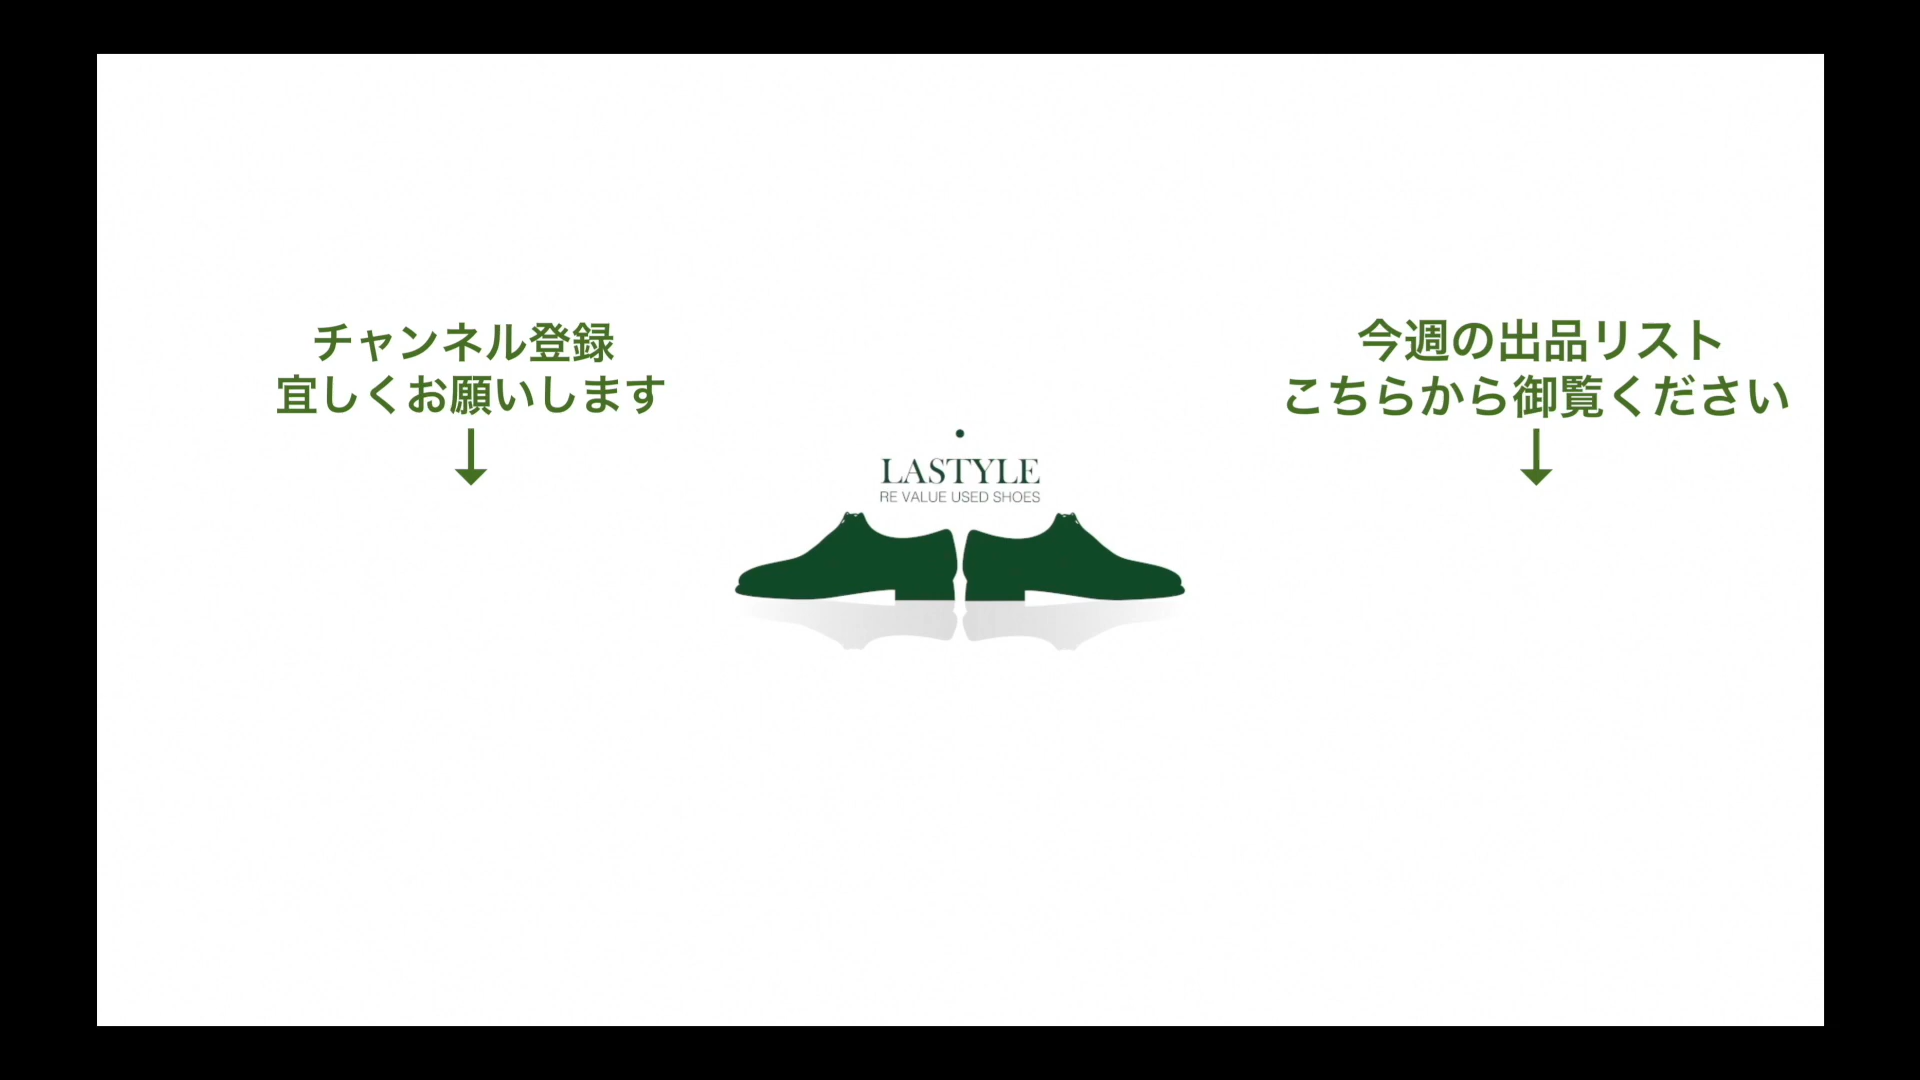 チャンネル登録
宜しくお願いします
↓
今週の出品リスト
こちらから御覧ください
↓
LASTYLE
RE VALUE USED SHOES